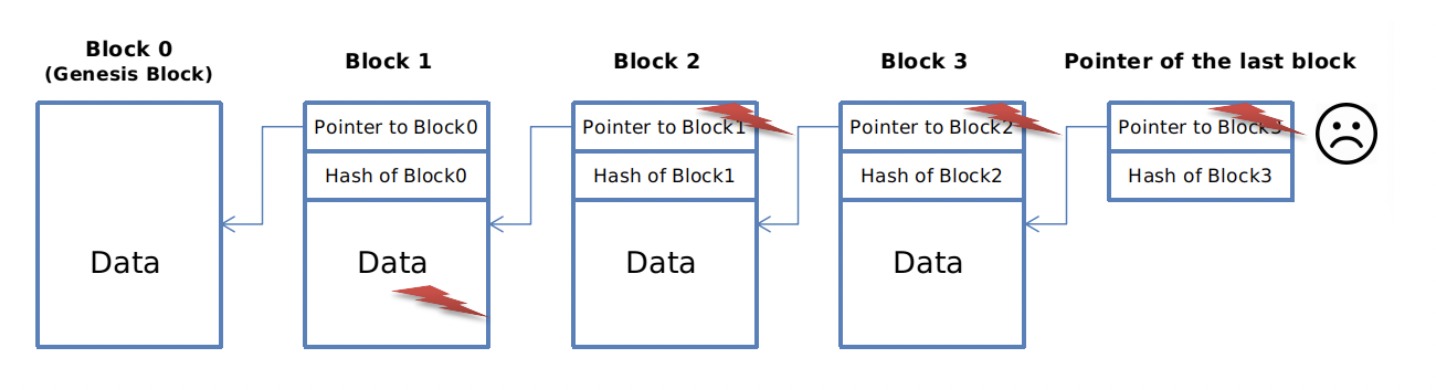 Block 0
(Genesis Block)
Block 1
Block 2
Block 3
Pointer of the last block
Pointer to Block0
Hash of Block0
Pointer to Block1
Hash of Block1
Pointer to Block2
Hash of Block2
Pointer to Block3
Hash of Block3
Data
Data
Data
Data